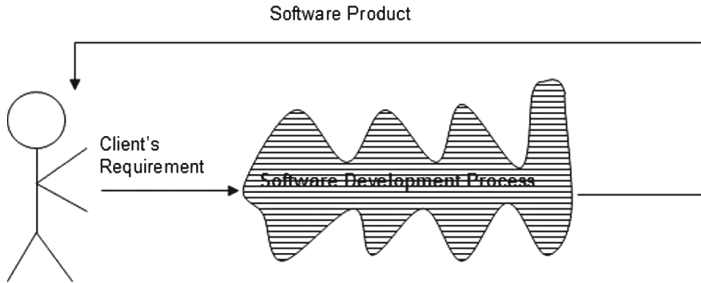 Software Product
Client's
Requirement
Software Development Process